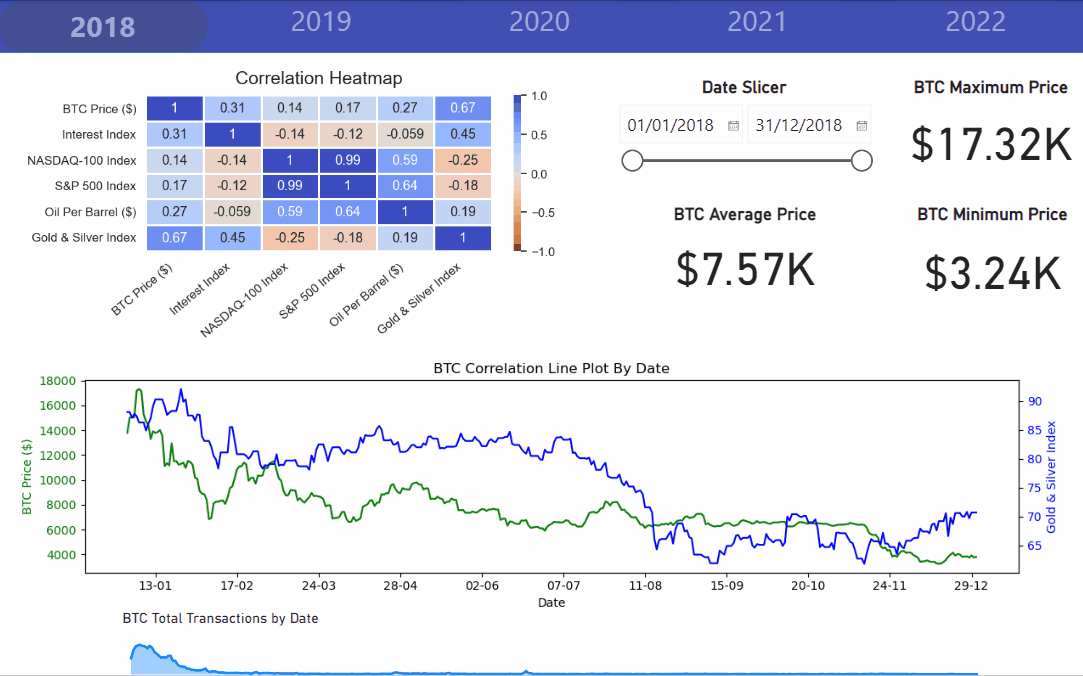 2018 2019 2020 2021 2022
Correlation Heatmap
BTC Price ($) 1 0.31 0.14 0.17 0.27 0.67
Interest Index 0.31 1 -0.14 -0.12 -0.059 0.45
NASDAQ-100 Index 0.14 -0.14 1 0.99 0.59 -0.25
S&P 500 Index 0.17 -0.12 0.99 1 0.64 -0.18
Oil Per Barrel ($) 0.27 -0.059 0.59 0.64 1 0.19
Gold & Silver Index 0.67 0.45 -0.25 -0.18 0.19 1
BTC Price ($) Interest Index NASDAQ-100 Index S&P 500 Index Oil Per Barrel ($) Gold & Silver Index
1.0
0.5
0.0
−0.5
−1.0
Date Slicer
01/01/2018 31/12/2018
BTC Maximum Price
$17.32K
BTC Average Price
$7.57K
BTC Minimum Price
$3.24K
BTC Correlation Line Plot By Date
BTC Price ($)
18000
16000
14000
12000
10000
8000
6000
4000
90
85
80
75
70
65
Gold & Silver Index
13-01 17-02 24-03 28-04 02-06 07-07 11-08 15-09 20-10 24-11 29-12
Date
BTC Total Transactions by Date